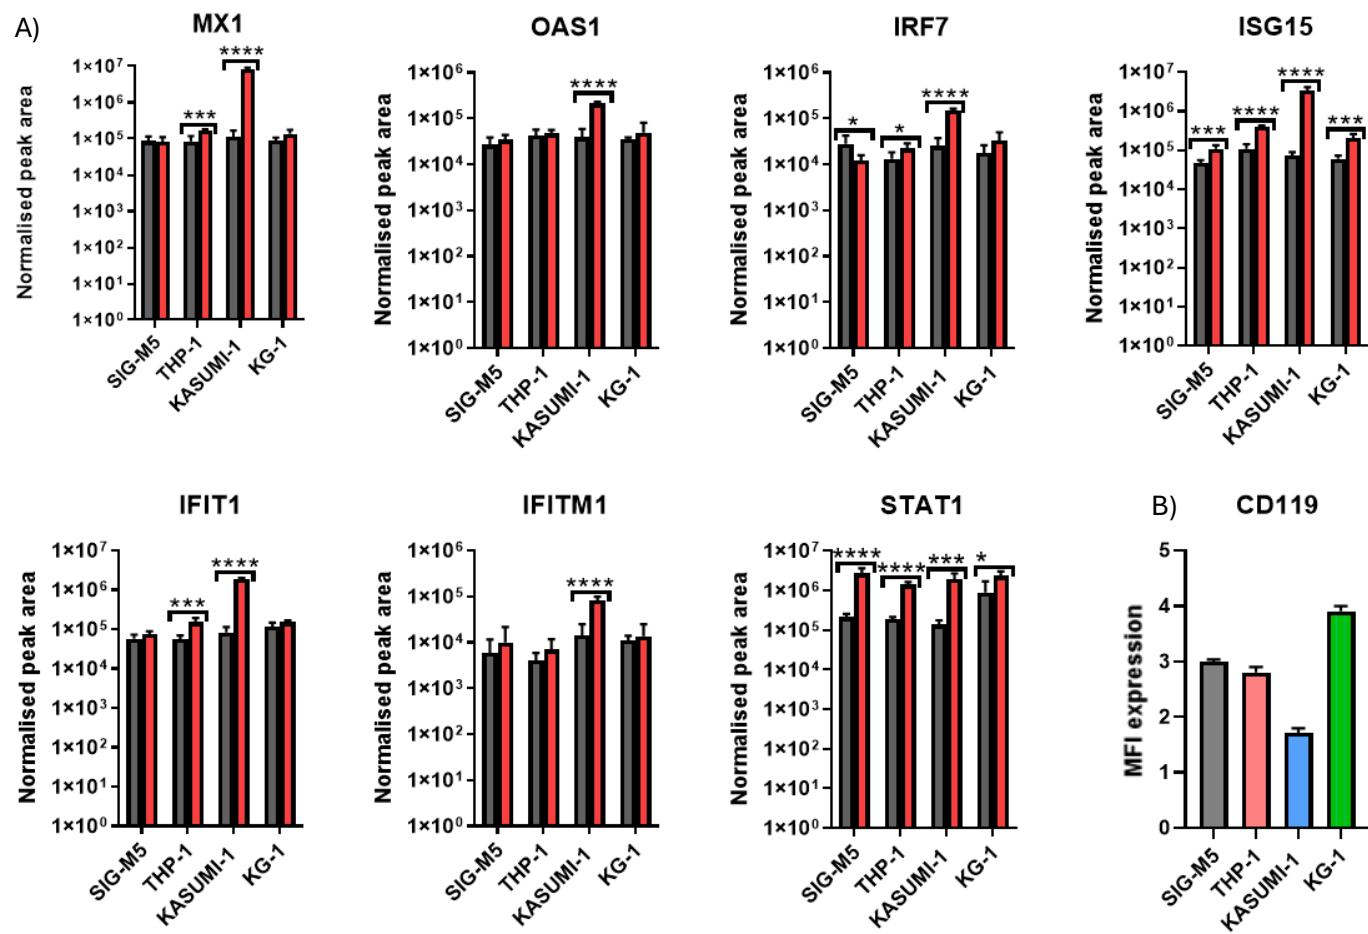 A)
MX1
Normalised peak area
1×10⁷
1×10⁶
1×10⁵
1×10⁴
1×10³
1×10²
1×10¹
1×10⁰
***
****
SIG-M5
THP-1
KASUMI-1
KG-1
OAS1
Normalised peak area
1×10⁶
1×10⁵
1×10⁴
1×10³
1×10²
1×10¹
1×10⁰
****
SIG-M5
THP-1
KASUMI-1
KG-1
IRF7
Normalised peak area
1×10⁶
1×10⁵
1×10⁴
1×10³
1×10²
1×10¹
1×10⁰
*
*
****
SIG-M5
THP-1
KASUMI-1
KG-1
ISG15
Normalised peak area
1×10⁷
1×10⁶
1×10⁵
1×10⁴
1×10³
1×10²
1×10¹
1×10⁰
***
****
****
***
SIG-M5
THP-1
KASUMI-1
KG-1
IFIT1
Normalised peak area
1×10⁷
1×10⁶
1×10⁵
1×10⁴
1×10³
1×10²
1×10¹
1×10⁰
***
****
SIG-M5
THP-1
KASUMI-1
KG-1
IFITM1
Normalised peak area
1×10⁶
1×10⁵
1×10⁴
1×10³
1×10²
1×10¹
1×10⁰
****
SIG-M5
THP-1
KASUMI-1
KG-1
STAT1
Normalised peak area
1×10⁷
1×10⁶
1×10⁵
1×10⁴
1×10³
1×10²
1×10¹
1×10⁰
****
****
***
*
SIG-M5
THP-1
KASUMI-1
KG-1
B)
CD119
MFI expression
5
4
3
2
1
0
SIG-M5
THP-1
KASUMI-1
KG-1